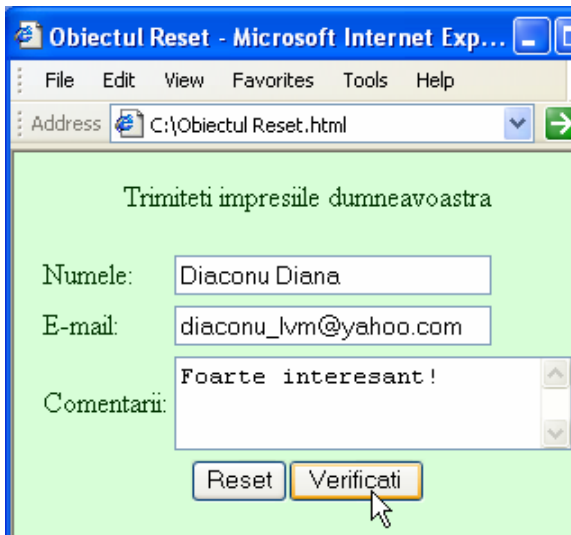 Obiectul Reset - Microsoft Internet Exp...
File Edit View Favorites Tools Help
Address C:\Obiectul Reset.html
Trimiteti impresiile dumneavoastra
Numele: Diaconu Diana
E-mail: diaconu_lvm@yahoo.com
Comentarii: Foarte interesant!
Reset Verificati